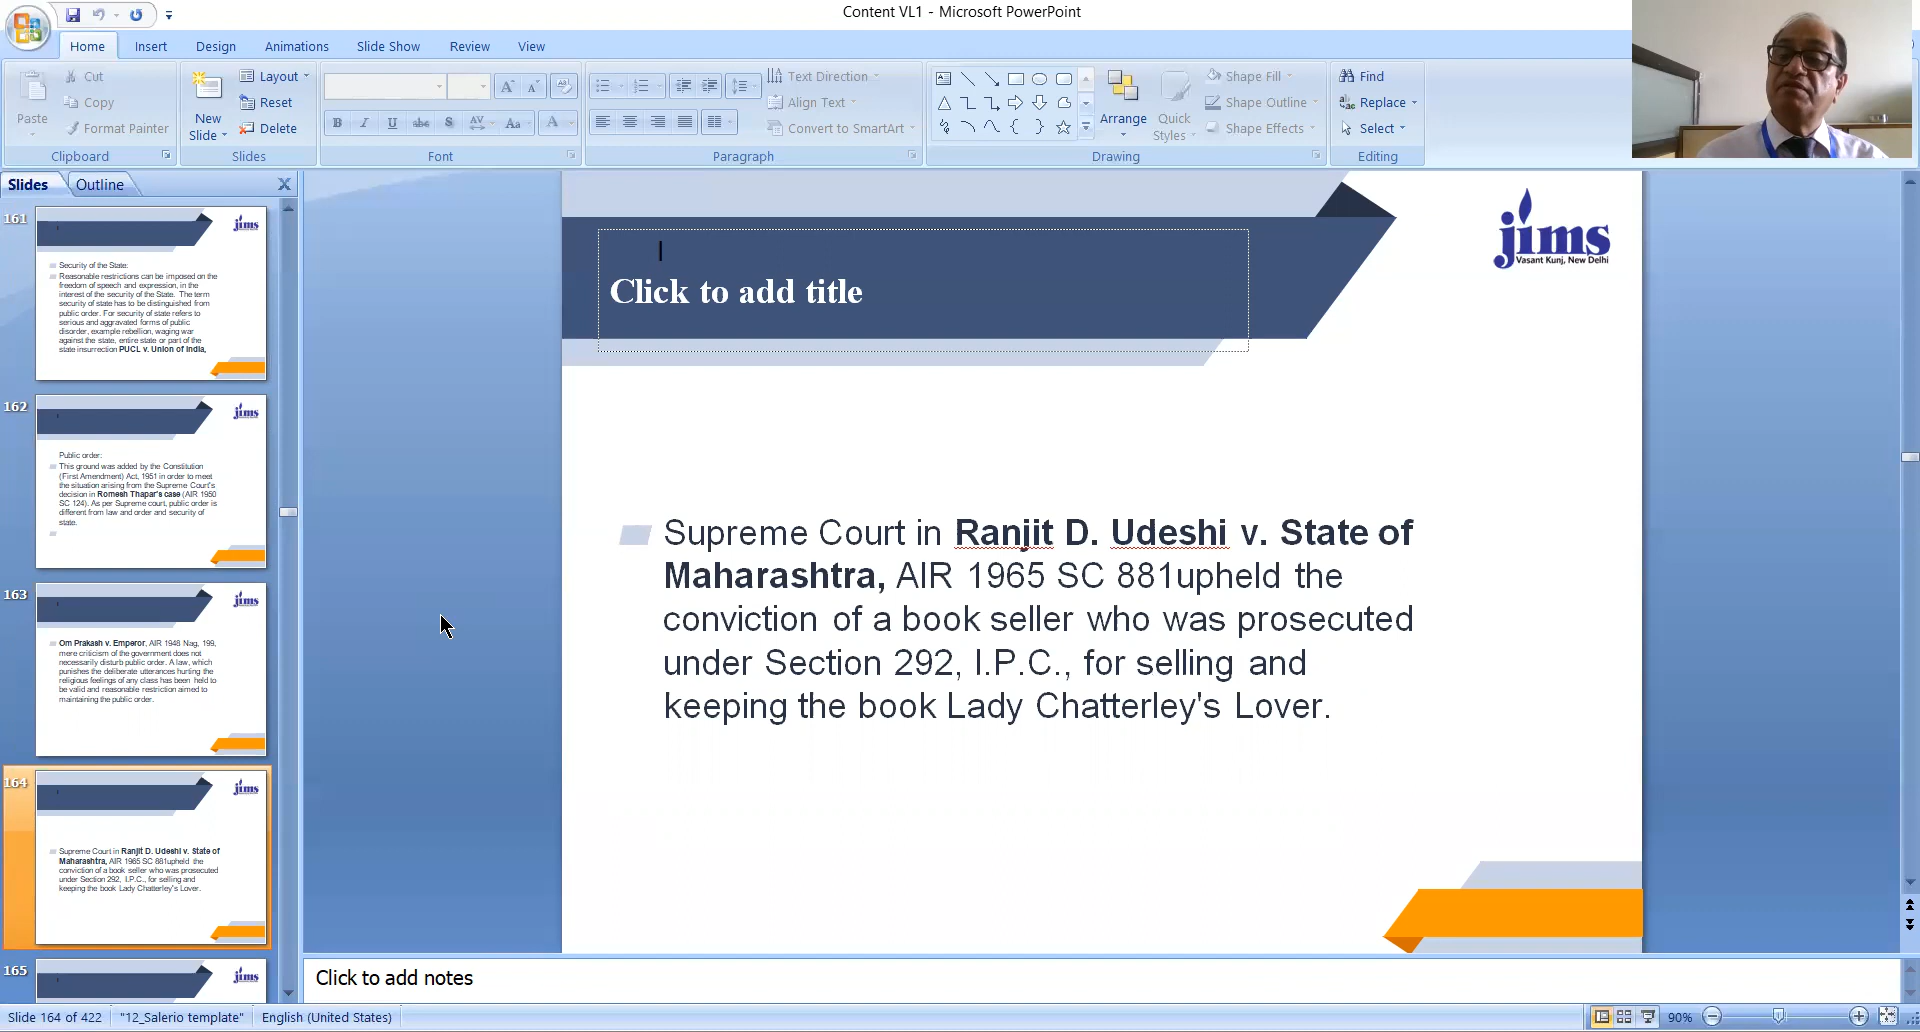 Content VL1 - Microsoft PowerPoint
Home Insert Design Animations Slide Show Review View
Paste
Cut
Copy
Format Painter
Clipboard
New
Slide
Layout
Reset
Delete
Slides
B I U abc S AV Aa A
Font
Text Direction
Align Text
Convert to SmartArt
Paragraph
Arrange
Quick
Styles
Shape Fill
Shape Outline
Shape Effects
Drawing
Find
Replace
Select
Editing
Slides Outline
161
jims
Security of the State:
Reasonable restrictions can be imposed on the
freedom of speech and expression, in the
interest of the security of the State. The term
security of state has to be distinguished from
public order. For security of state refers to
serious and aggravated forms of public
disorder, example rebellion, waging war
against the state, entire state or part of the
state insurrection PUCL v. Union of India,
162
jims
Public order:
This ground was added by the Constitution
(First Amendment) Act, 1951 in order to meet
the situation arising from the Supreme Court's
decision in Romesh Thapar's case (AIR 1950
SC 124). As per Supreme court, public order is
different from law and order and security of
state.
163
jims
Om Prakash v. Emperor, AIR 1948 Nag, 199,
mere criticism of the government does not
necessarily disturb public order. A law, which
punishes the deliberate utterances hurting the
religious feelings of any class has been held to
be valid and reasonable restriction aimed to
maintaining the public order.
164
jims
Supreme Court in Ranjit D. Udeshi v. State of
Maharashtra, AIR 1965 SC 881upheld the
conviction of a book seller who was prosecuted
under Section 292, I.P.C., for selling and
keeping the book Lady Chatterley's Lover.
165
jims
Click to add title
jims
Vasant Kunj, New Delhi
Supreme Court in Ranjit D. Udeshi v. State of
Maharashtra, AIR 1965 SC 881upheld the
conviction of a book seller who was prosecuted
under Section 292, I.P.C., for selling and
keeping the book Lady Chatterley's Lover.
Click to add notes
Slide 164 of 422 "12_Salerio template" English (United States) 90%